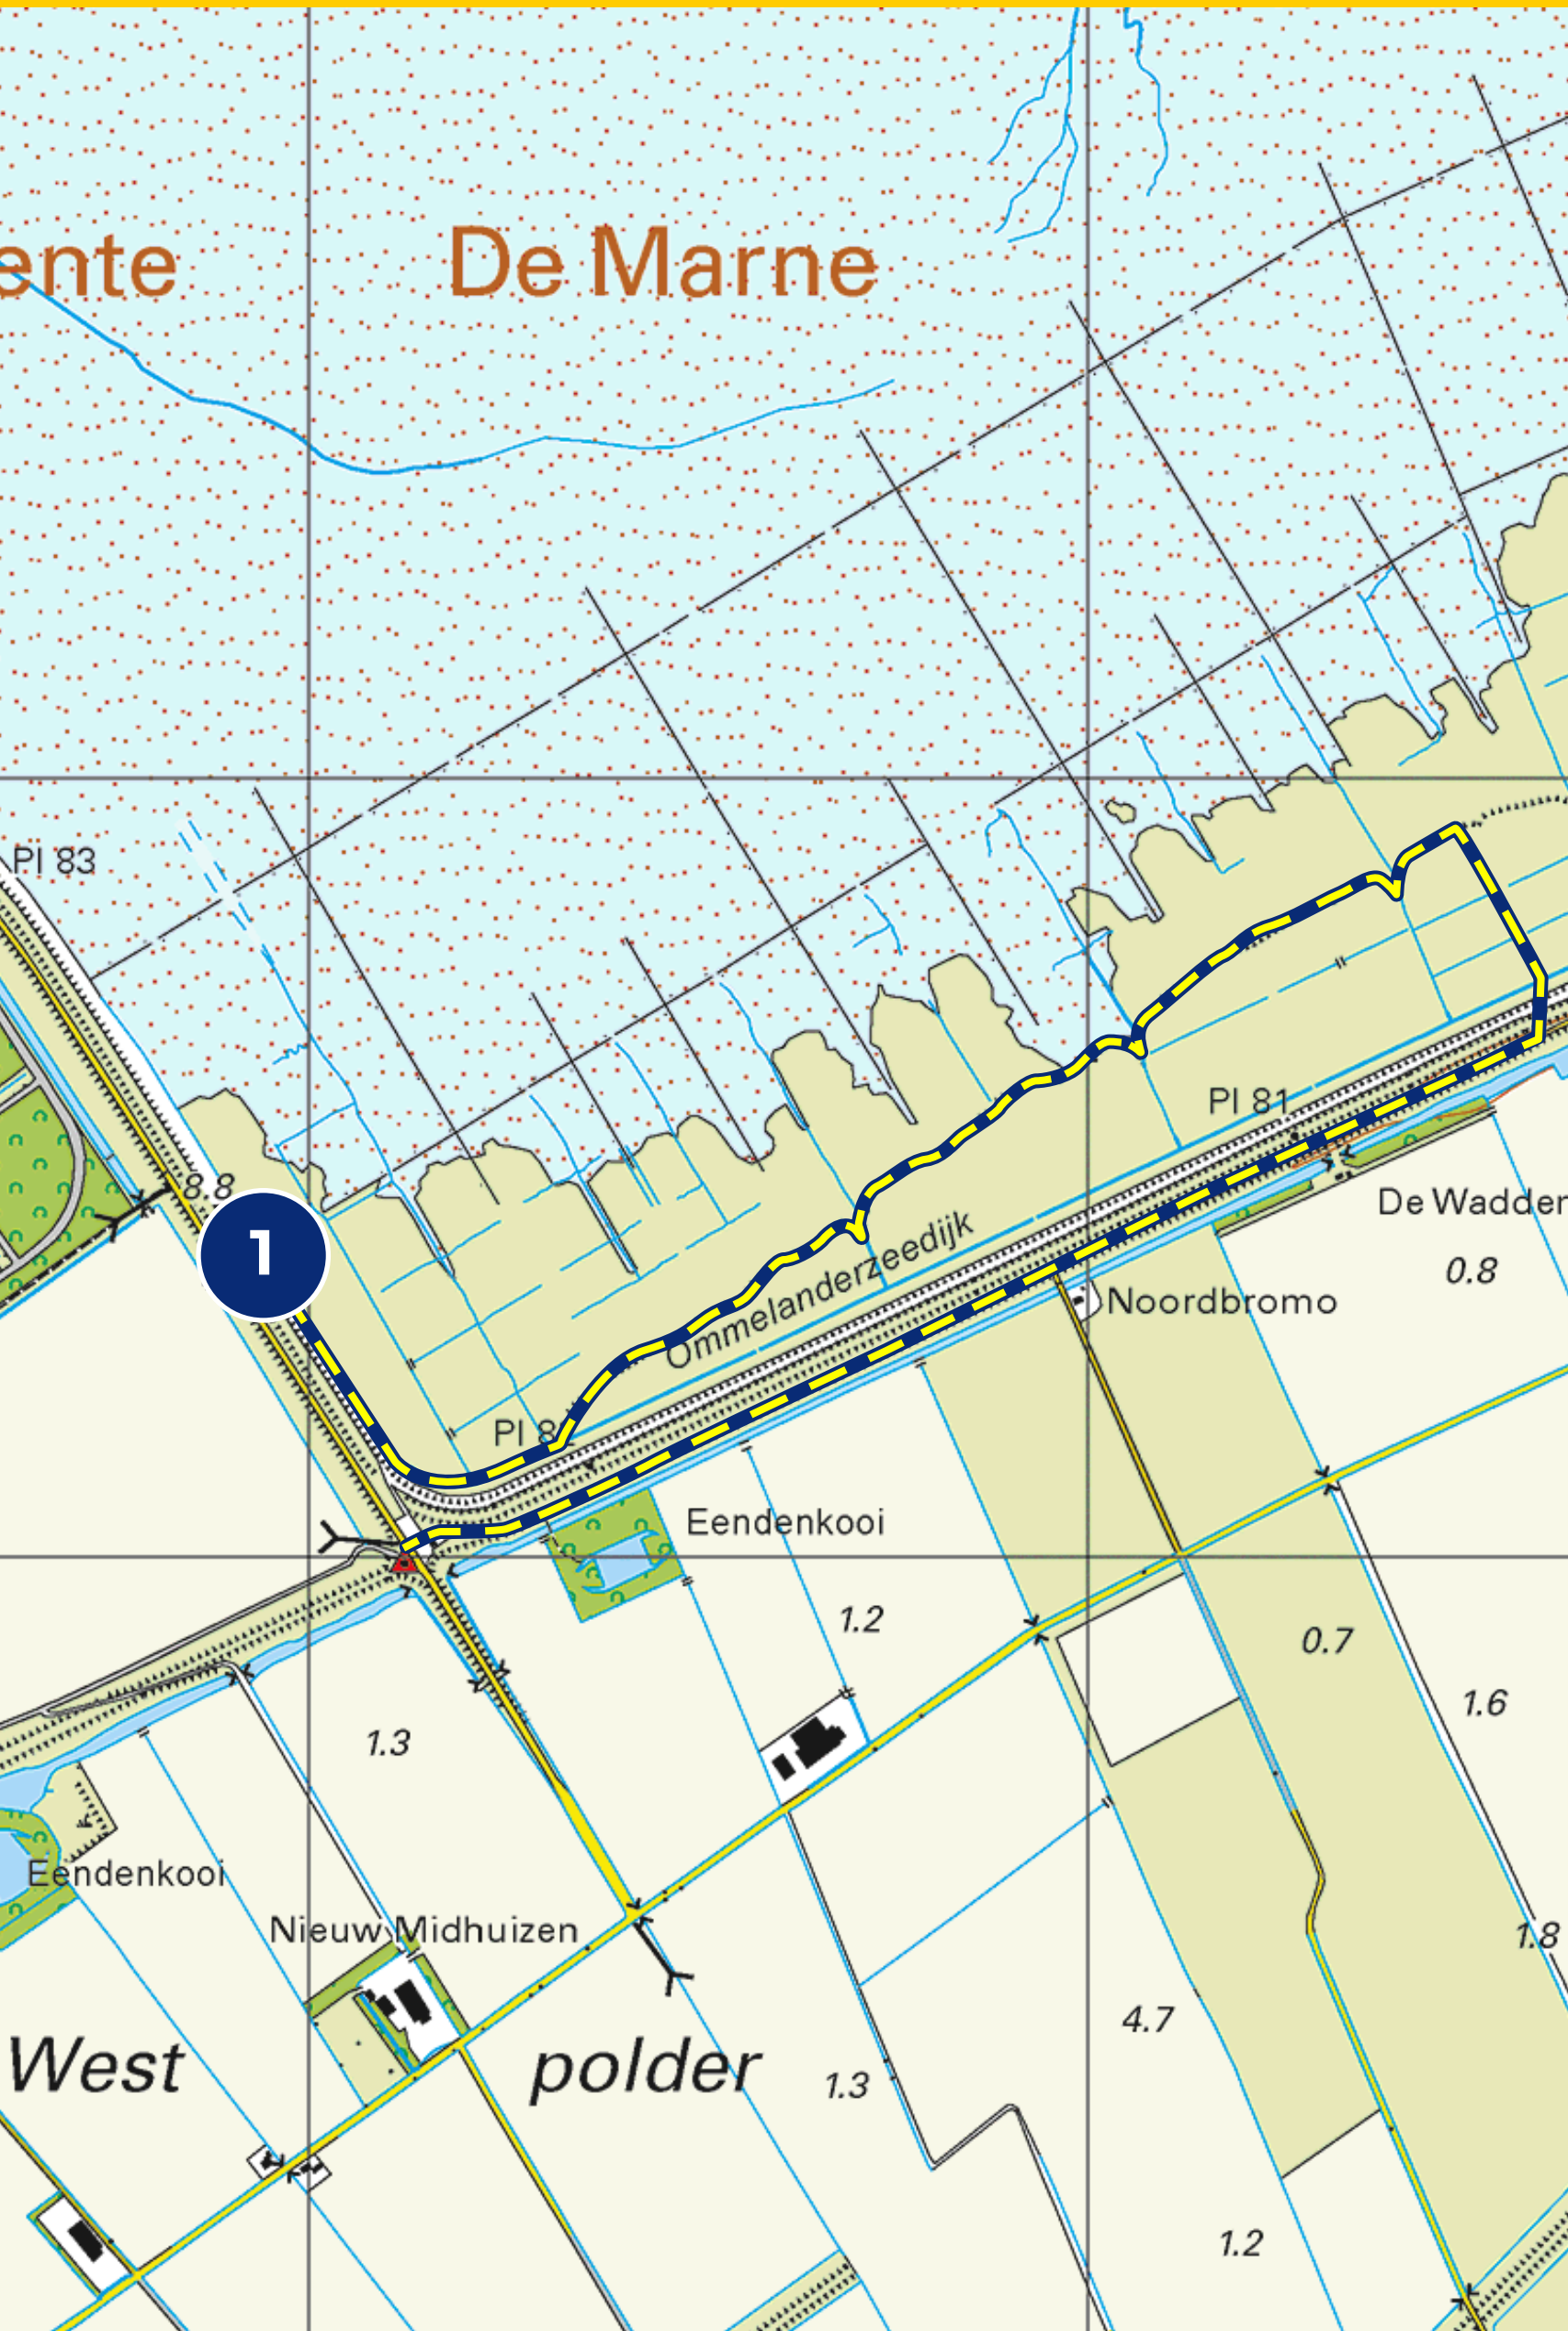 ente De Marne
Pl 83
8.8
1
Pl 81
De Wadden
0.8
Ommelanderzeedijk
Noordbromo
Pl 82
Eendenkooi
1.2
0.7
1.6
1.3
Eendenkooi
Nieuw Midhuizen
1.8
4.7
West polder
1.3
1.2